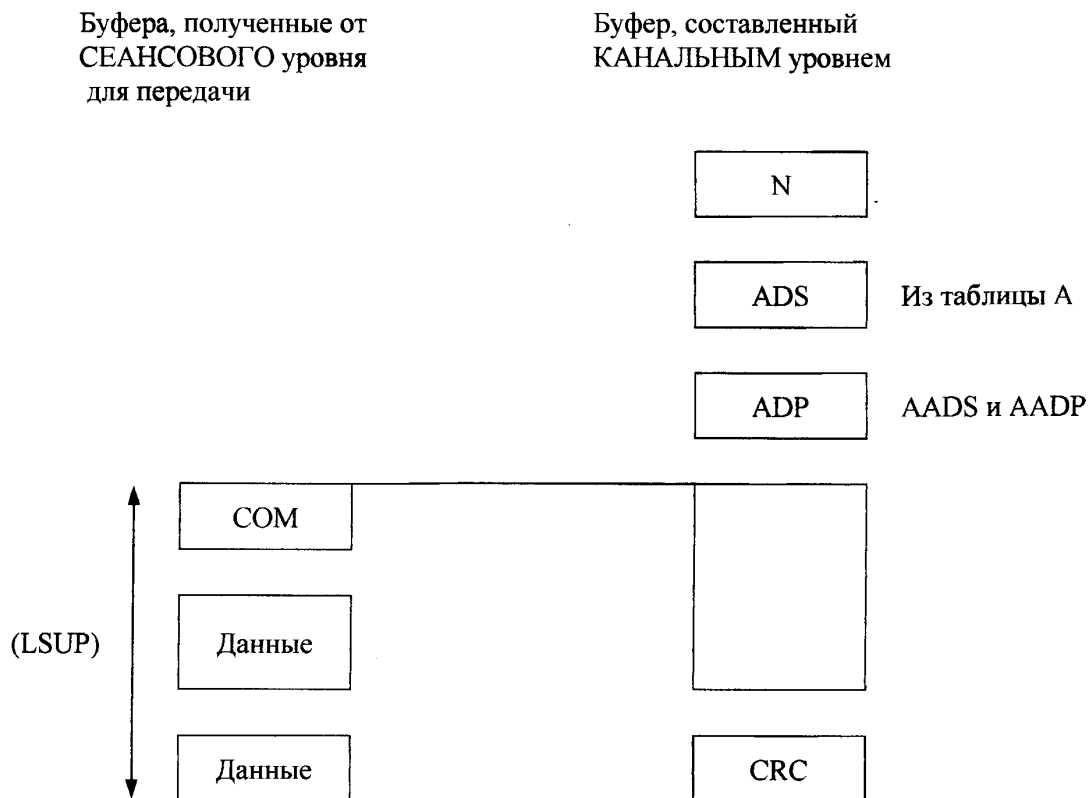 Буфера, полученные от
СЕАНСОВОГО уровня
для передачи
Буфер, составленный
КАНАЛЬНЫМ уровнем
N
ADS
Из таблицы А
ADP
AADS и AADP
COM
(LSUP)
Данные
Данные
CRC